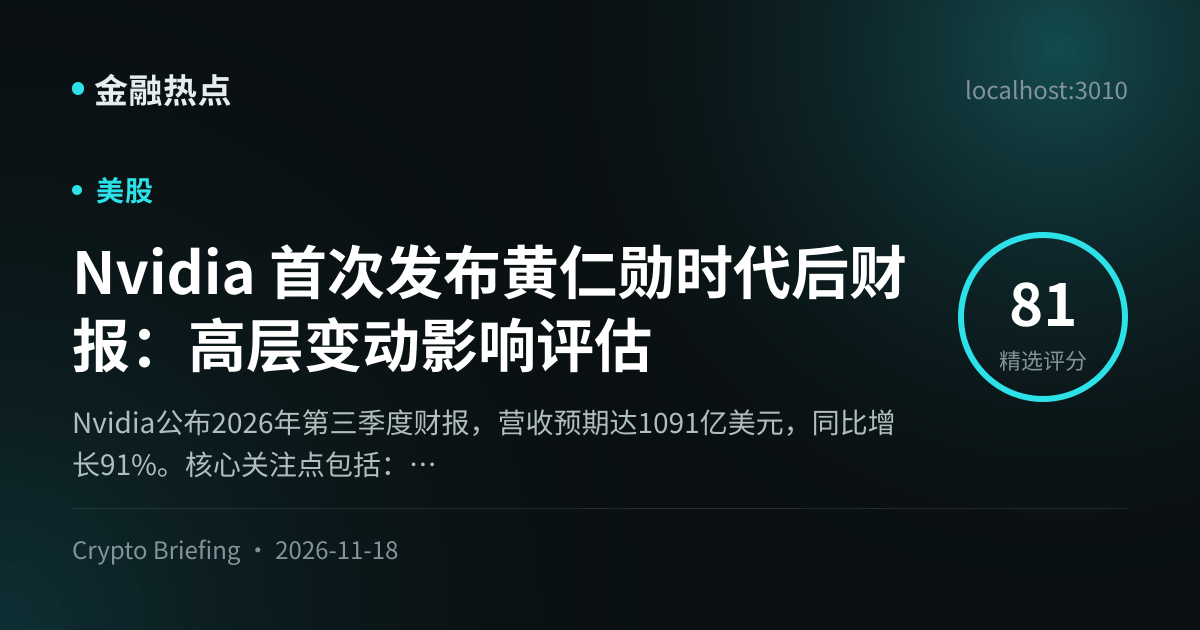 金融热点
localhost:3010
美股
Nvidia 首次发布黄仁勋时代后财
报：高层变动影响评估
81
精选评分
Nvidia公布2026年第三季度财报，营收预期达1091亿美元，同比增
长91%。核心关注点包括：…
Crypto Briefing · 2026-11-18